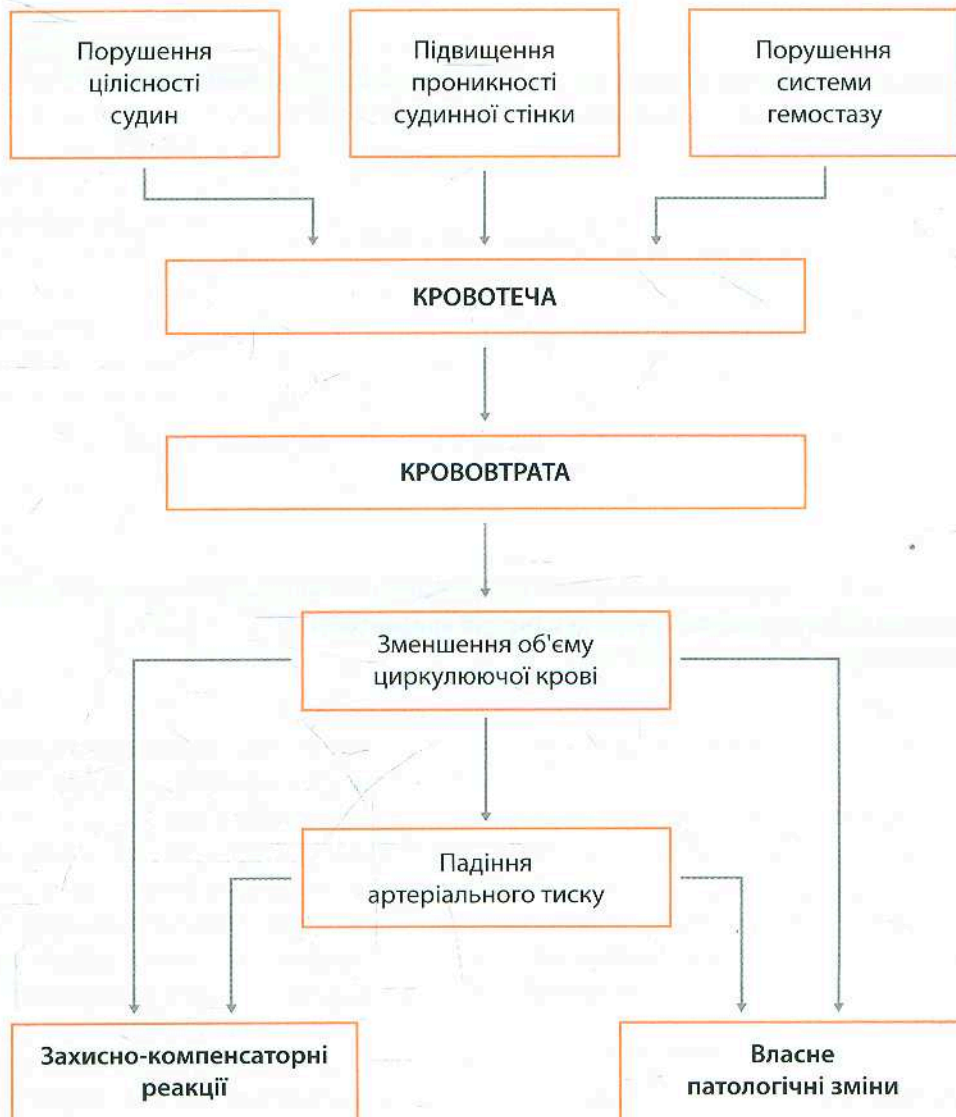 Порушення
цілісності
судин
Підвищення
проникності
судинної стінки
Порушення
системи
гемостазу
КРОВОТЕЧА
КРОВОВТРАТА
Зменшення об'єму
циркулюючої крові
Падіння
артеріального тиску
Захисно-компенсаторні
реакції
Власне
патологічні зміни